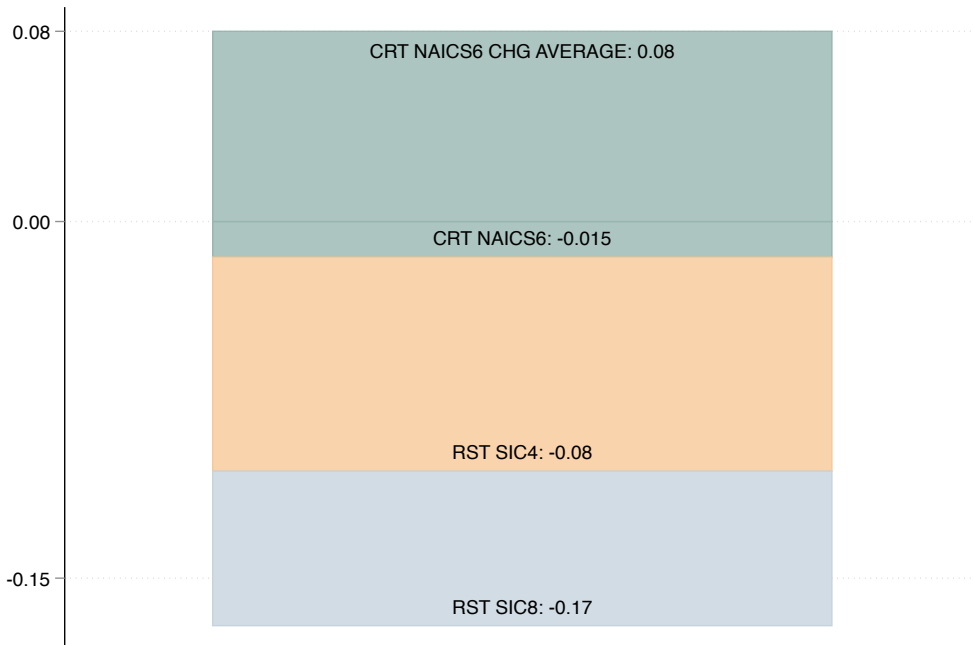 0.08
CRT NAICS6 CHG AVERAGE: 0.08
0.00
CRT NAICS6: -0.015
RST SIC4: -0.08
-0.15
RST SIC8: -0.17